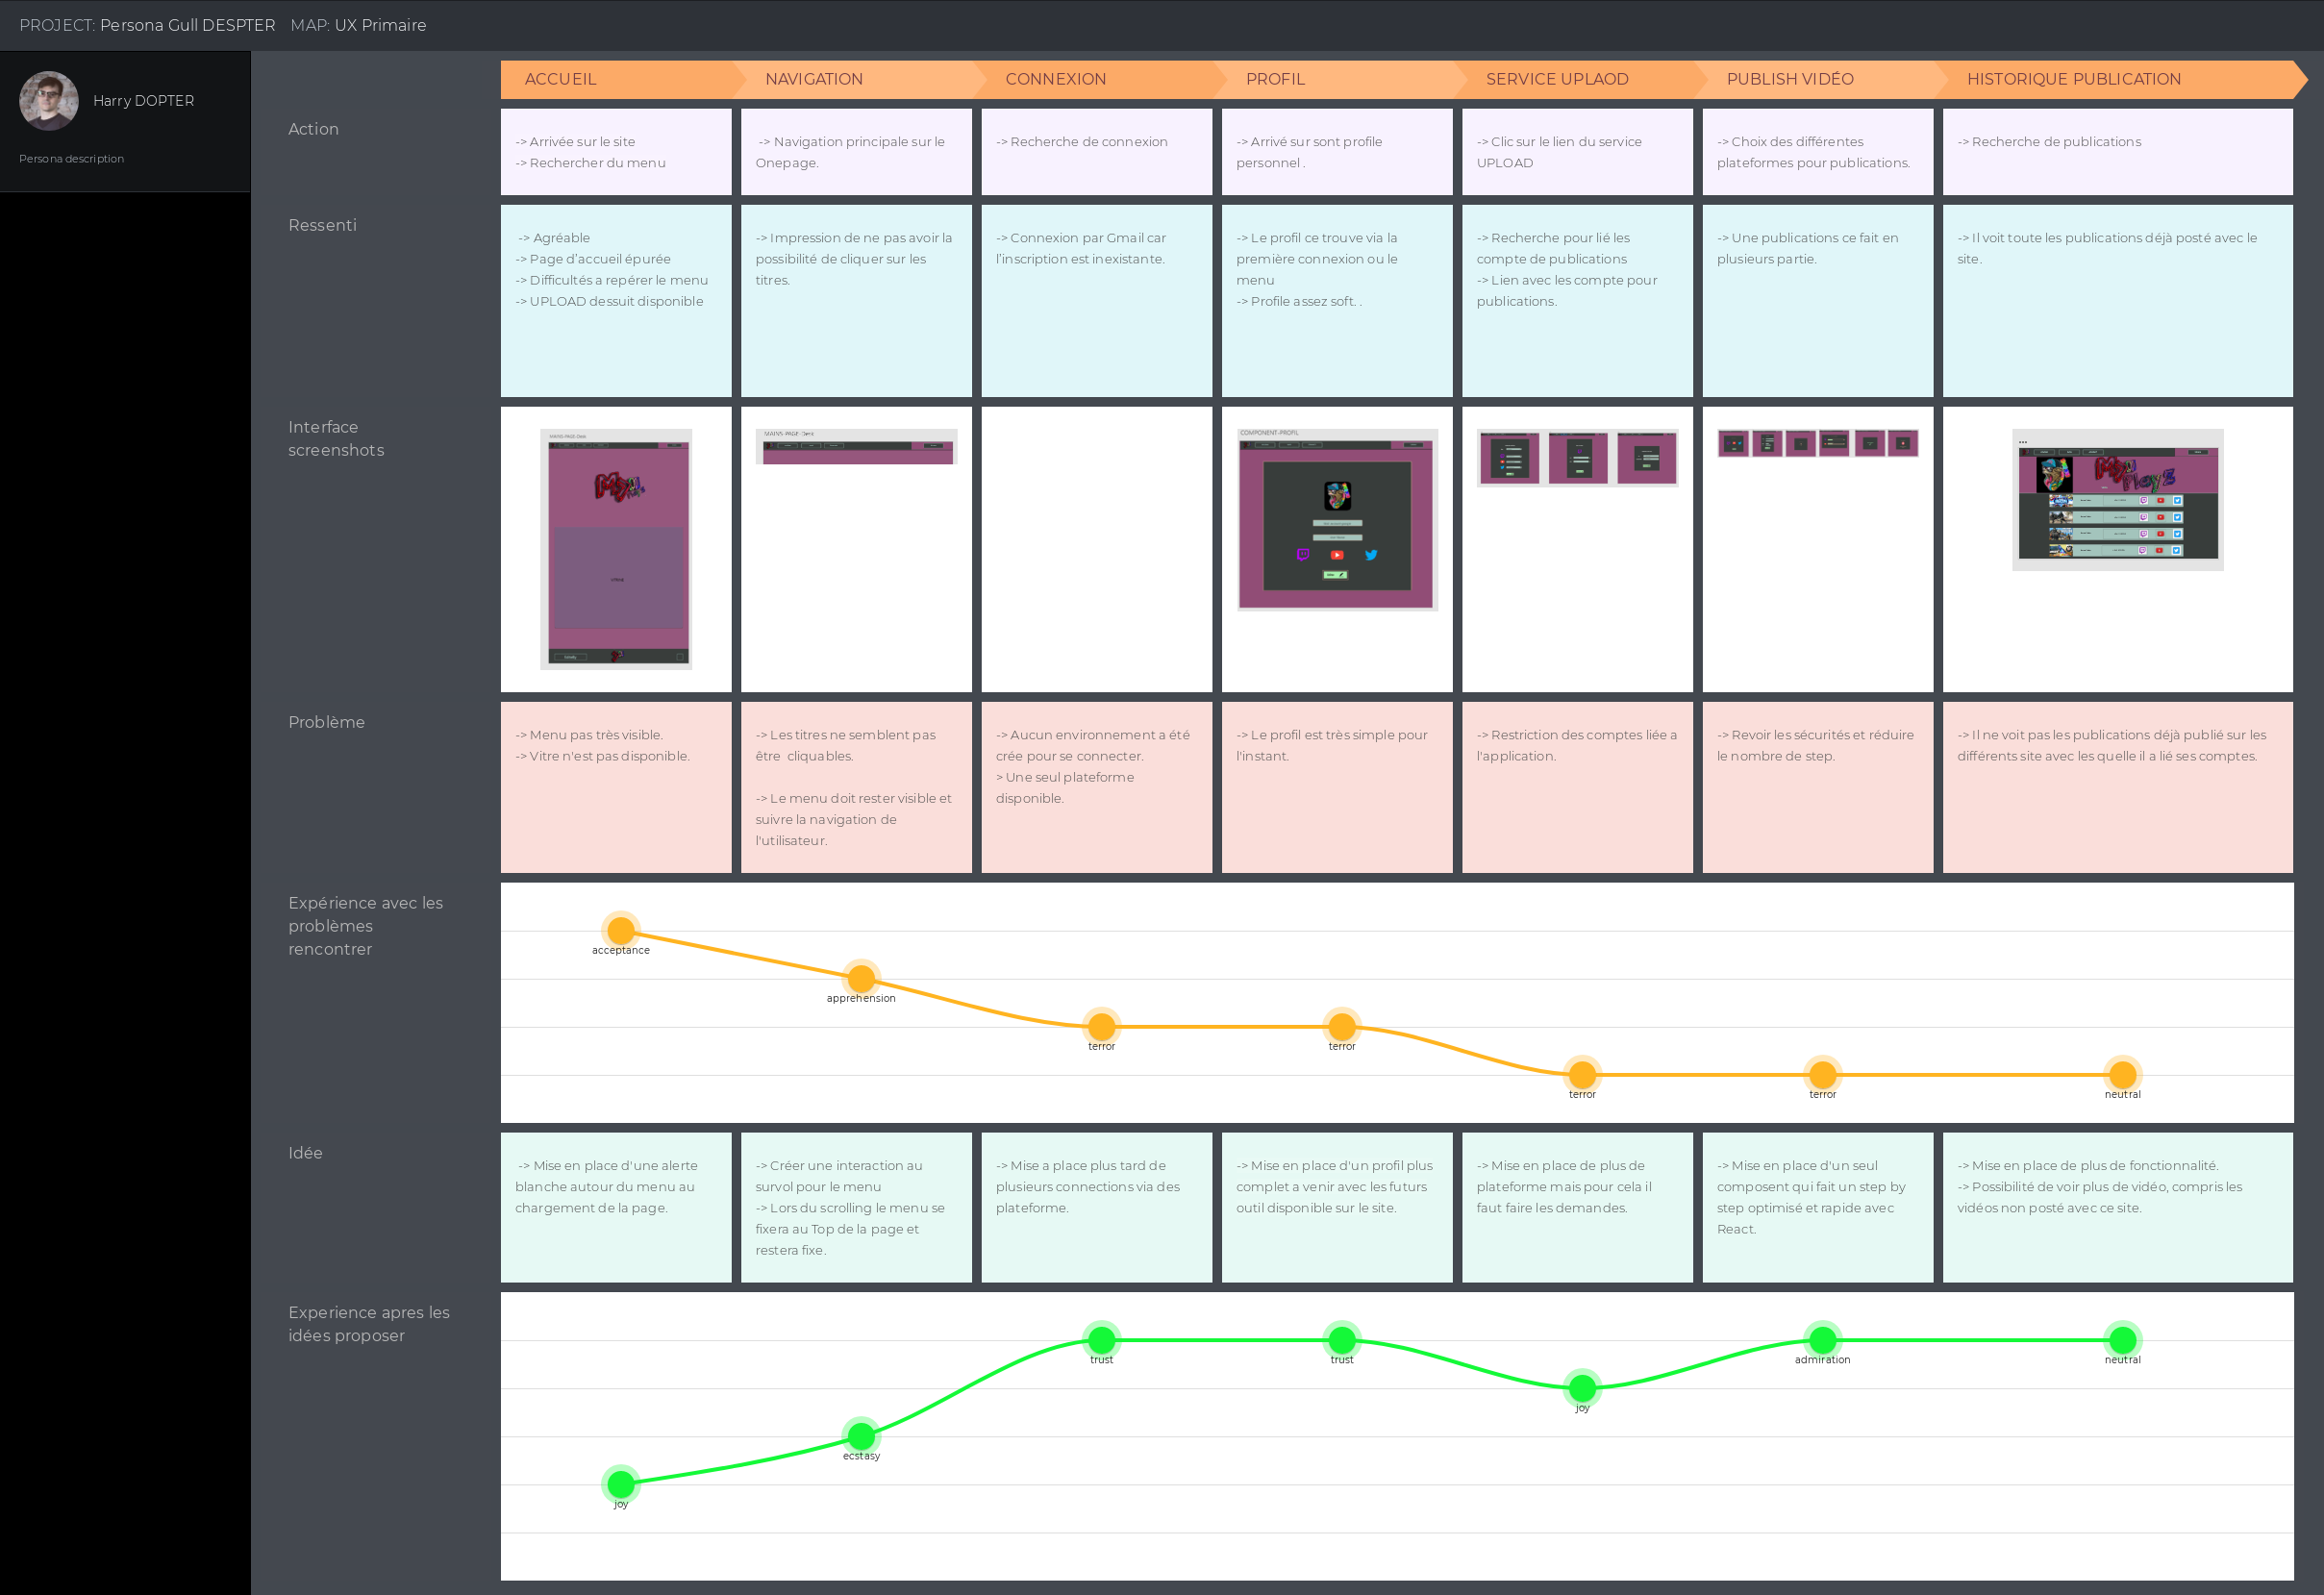 PROJECT: Persona Gull DESPTER MAP: UX Primaire
Harry DOPTER
Persona description
ACCUEIL
NAVIGATION
CONNEXION
PROFIL
SERVICE UPLAOD
PUBLISH VIDÉO
HISTORIQUE PUBLICATION
Action
-> Arrivée sur le site
-> Rechercher du menu
-> Navigation principale sur le
Onepage.
-> Recherche de connexion
-> Arrivé sur sont profile
personnel .
-> Clic sur le lien du service
UPLOAD
-> Choix des différentes
plateformes pour publications.
-> Recherche de publications
Ressenti
-> Agréable
-> Page d’accueil épurée
-> Difficultés a repérer le menu
-> UPLOAD dessuit disponible
-> Impression de ne pas avoir la
possibilité de cliquer sur les
titres.
-> Connexion par Gmail car
l’inscription est inexistante.
-> Le profil ce trouve via la
première connexion ou le
menu
-> Profile assez soft. .
-> Recherche pour lié les
compte de publications
-> Lien avec les compte pour
publications.
-> Une publications ce fait en
plusieurs partie.
-> Il voit toute les publications déjà posté avec le
site.
Interface
screenshots
MAINS-PAGE-Desk
MAINS-PAGE-Desk
COMPONENT-PROFIL
Problème
-> Menu pas très visible.
-> Vitre n'est pas disponible.
-> Les titres ne semblent pas
être  cliquables.
-> Le menu doit rester visible et
suivre la navigation de
l'utilisateur.
-> Aucun environnement a été
crée pour se connecter.
> Une seul plateforme
disponible.
-> Le profil est très simple pour
l'instant.
-> Restriction des comptes liée a
l'application.
-> Revoir les sécurités et réduire
le nombre de step.
-> Il ne voit pas les publications déjà publié sur les
différents site avec les quelle il a lié ses comptes.
Expérience avec les
problèmes
rencontrer
acceptance
apprehension
terror
terror
terror
terror
neutral
Idée
-> Mise en place d'une alerte
blanche autour du menu au
chargement de la page.
-> Créer une interaction au
survol pour le menu
-> Lors du scrolling le menu se
fixera au Top de la page et
restera fixe.
-> Mise a place plus tard de
plusieurs connections via des
plateforme.
-> Mise en place d'un profil plus
complet a venir avec les futurs
outil disponible sur le site.
-> Mise en place de plus de
plateforme mais pour cela il
faut faire les demandes.
-> Mise en place d'un seul
composent qui fait un step by
step optimisé et rapide avec
React.
-> Mise en place de plus de fonctionnalité.
-> Possibilité de voir plus de vidéo, compris les
vidéos non posté avec ce site.
Experience apres les
idées proposer
joy
ecstasy
trust
trust
joy
admiration
neutral